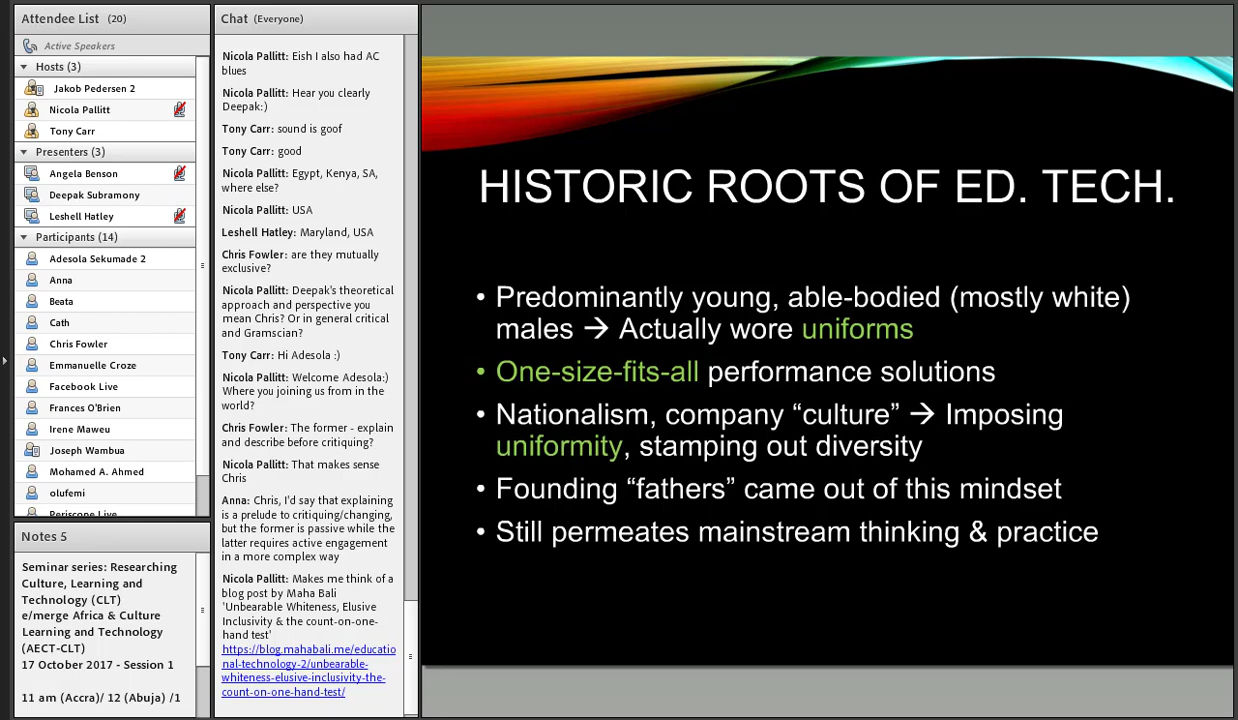 Attendee List (20)
Active Speakers
Hosts (3)
Jakob Pedersen 2
Nicola Pallitt
Tony Carr
Presenters (3)
Angela Benson
Deepak Subramony
Leshell Hatley
Participants (14)
Adesola Sekumade 2
Anna
Beata
Cath
Chris Fowler
Emmanuelle Croze
Facebook Live
Frances O'Brien
Irene Maweu
Joseph Wambua
Mohamed A. Ahmed
olufemi
Periscope Live
Notes 5
Seminar series: Researching
Culture, Learning and
Technology (CLT)
e/merge Africa & Culture
Learning and Technology
(AECT-CLT)
17 October 2017 - Session 1
11 am (Accra)/ 12 (Abuja) /1
Chat (Everyone)
Nicola Pallitt: Eish I also had AC
blues
Nicola Pallitt: Hear you clearly
Deepak:)
Tony Carr: sound is goof
Tony Carr: good
Nicola Pallitt: Egypt, Kenya, SA,
where else?
Nicola Pallitt: USA
Leshell Hatley: Maryland, USA
Chris Fowler: are they mutually
exclusive?
Nicola Pallitt: Deepak's theoretical
approach and perspective you
mean Chris? Or in general critical
and Gramscian?
Tony Carr: Hi Adesola :)
Nicola Pallitt: Welcome Adesola:)
Where you joining us from in the
world?
Chris Fowler: The former - explain
and describe before critiquing?
Nicola Pallitt: That makes sense
Chris
Anna: Chris, I'd say that explaining
is a prelude to critiquing/changing,
but the former is passive while the
latter requires active engagement
in a more complex way
Nicola Pallitt: Makes me think of a
blog post by Maha Bali
'Unbearable Whiteness, Elusive
Inclusivity & the count-on-one-
hand test'
https://blog.mahabali.me/educatio
nal-technology-2/unbearable-
whiteness-elusive-inclusivity-the-
count-on-one-hand-test/
HISTORIC ROOTS OF ED. TECH.
• Predominantly young, able-bodied (mostly white)
males → Actually wore uniforms
• One-size-fits-all performance solutions
• Nationalism, company “culture” → Imposing
uniformity, stamping out diversity
• Founding “fathers” came out of this mindset
• Still permeates mainstream thinking & practice